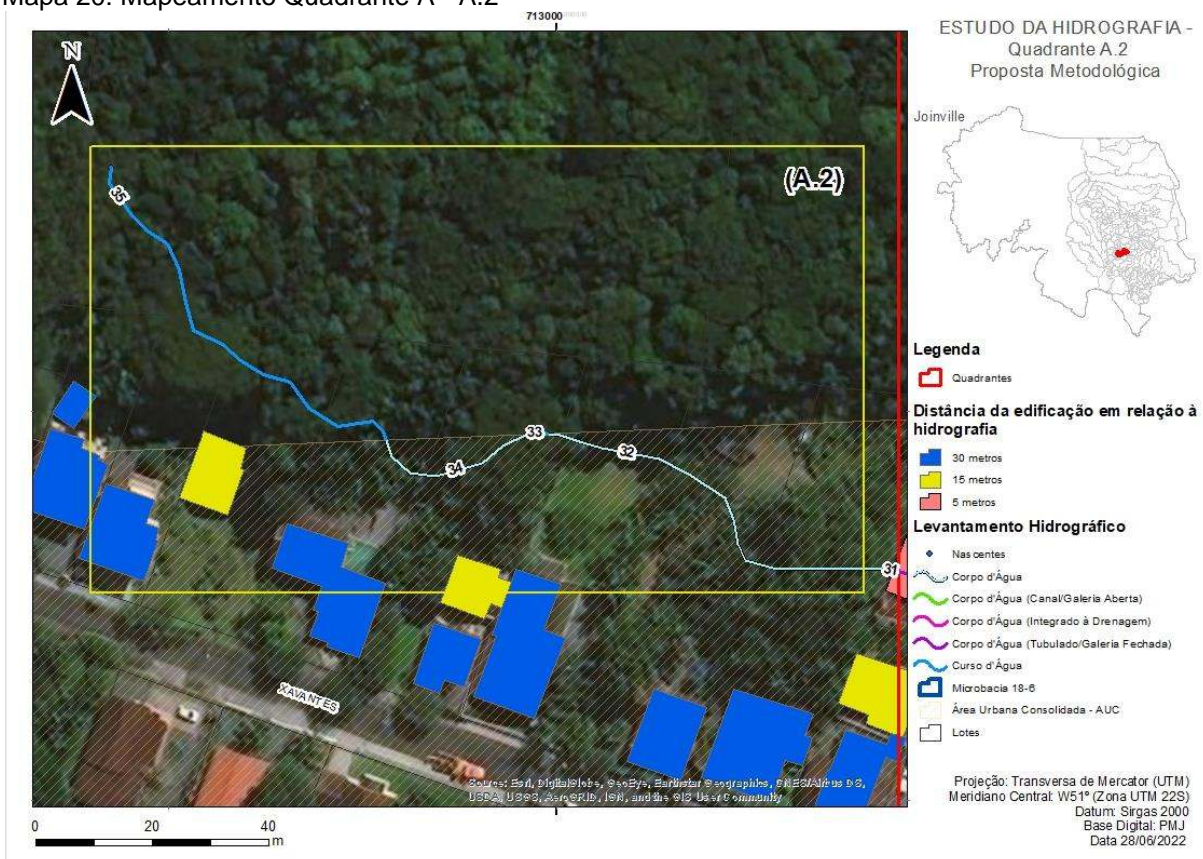 Mapa 20: Mapeamento Quadrante A - A.2
713000
N
(A.2)
35
34
33
32
31
XAVANTES
Source: Esri, DigitalGlobe, GeoEye, Earthstar Geographics, CNES/Airbus DS,
USDA, USGS, AeroGRID, IGN, and the GIS User Community
0 20 40
m
ESTUDO DA HIDROGRAFIA -
Quadrante A.2
Proposta Metodológica
Joinville
Legenda
Quadrantes
Distância da edificação em relação à
hidrografia
30 metros
15 metros
5 metros
Levantamento Hidrográfico
Nascentes
Corpo d'Água
Corpo d'Água (Canal/Galeria Aberta)
Corpo d'Água (Integrado à Drenagem)
Corpo d'Água (Tubulado/Galeria Fechada)
Curso d'Água
Microbacia 18-6
Área Urbana Consolidada - AUC
Lotes
Projeção: Transversa de Mercator (UTM)
Meridiano Central: W51º (Zona UTM 22S)
Datum: Sirgas 2000
Base Digital: PMJ
Data 28/06/2022